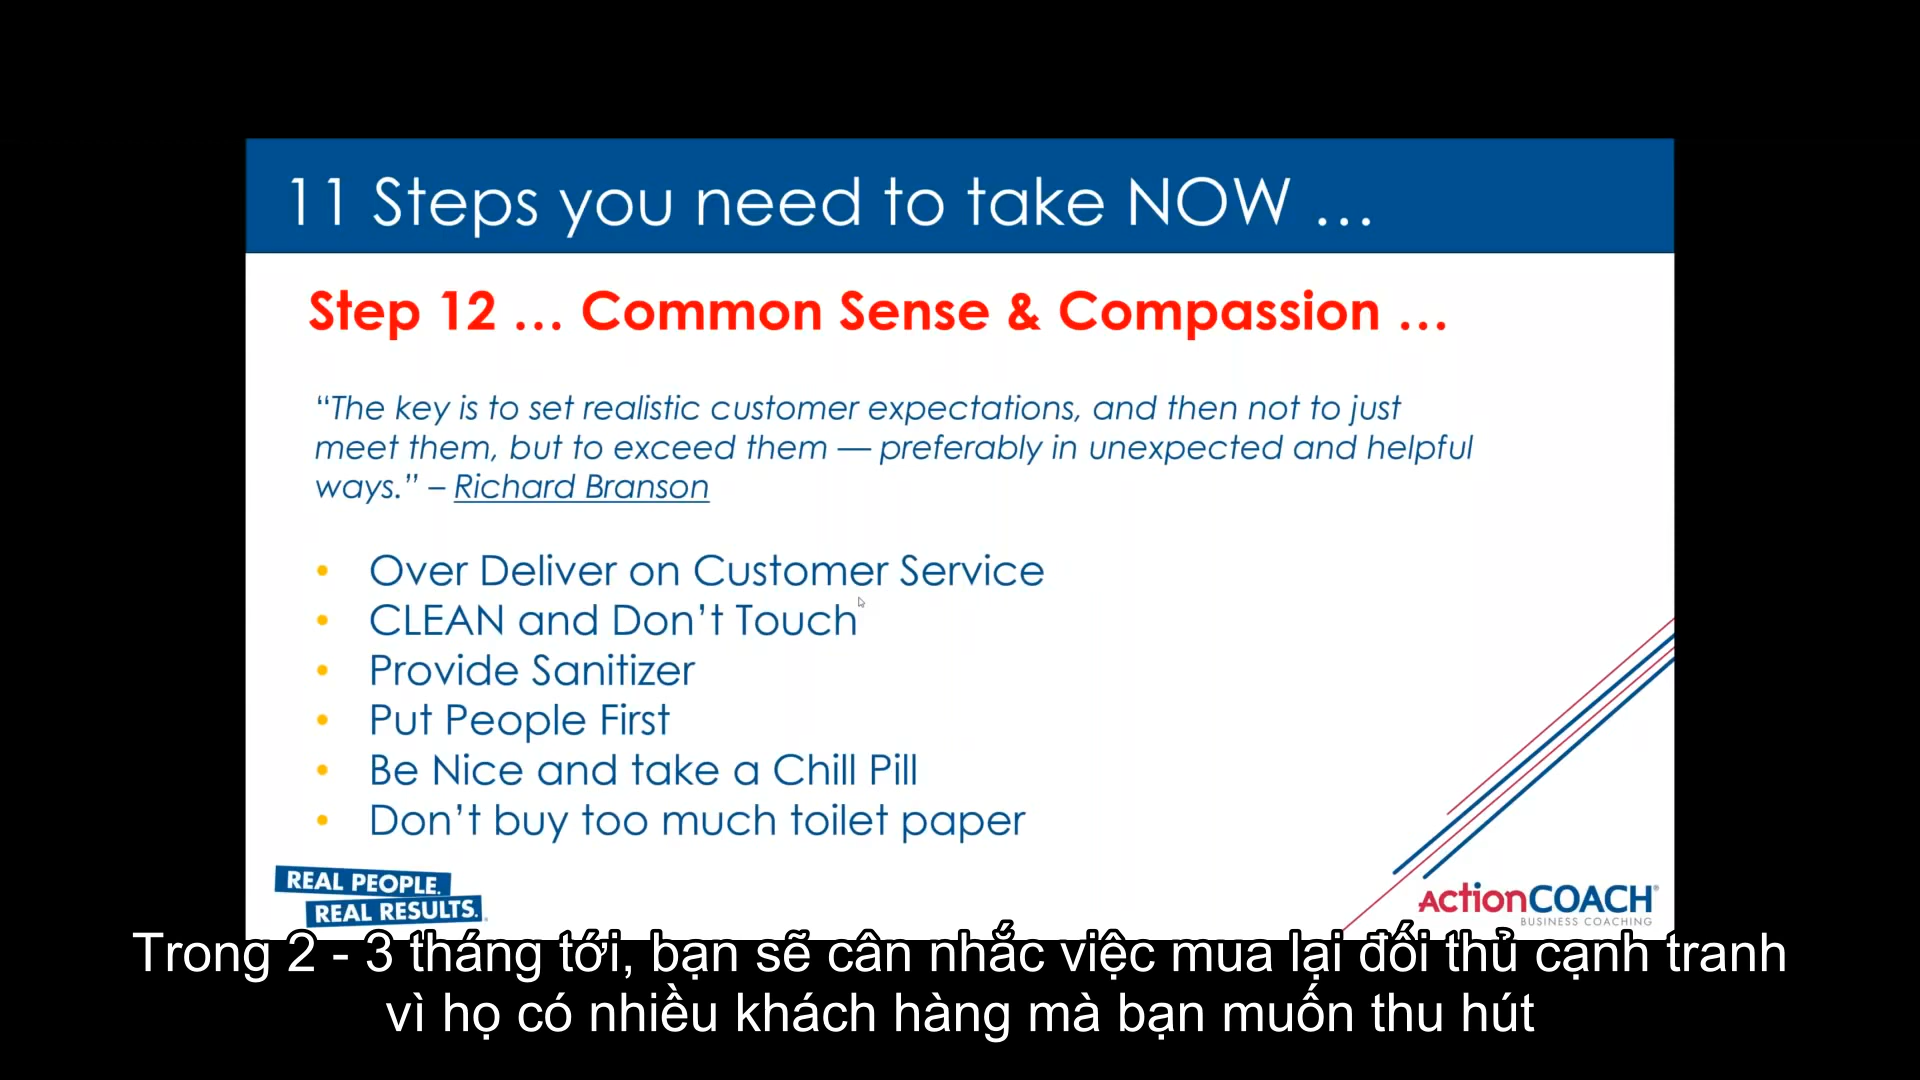 11 Steps you need to take NOW ...
Step 12 ... Common Sense & Compassion ...
“The key is to set realistic customer expectations, and then not to just
meet them, but to exceed them — preferably in unexpected and helpful
ways.” – Richard Branson
• Over Deliver on Customer Service
• CLEAN and Don’t Touch
• Provide Sanitizer
• Put People First
• Be Nice and take a Chill Pill
• Don’t buy too much toilet paper
REAL PEOPLE.
REAL RESULTS.
ActionCOACH®
BUSINESS COACHING
Trong 2 - 3 tháng tới, bạn sẽ cân nhắc việc mua lại đối thủ cạnh tranh
vì họ có nhiều khách hàng mà bạn muốn thu hút